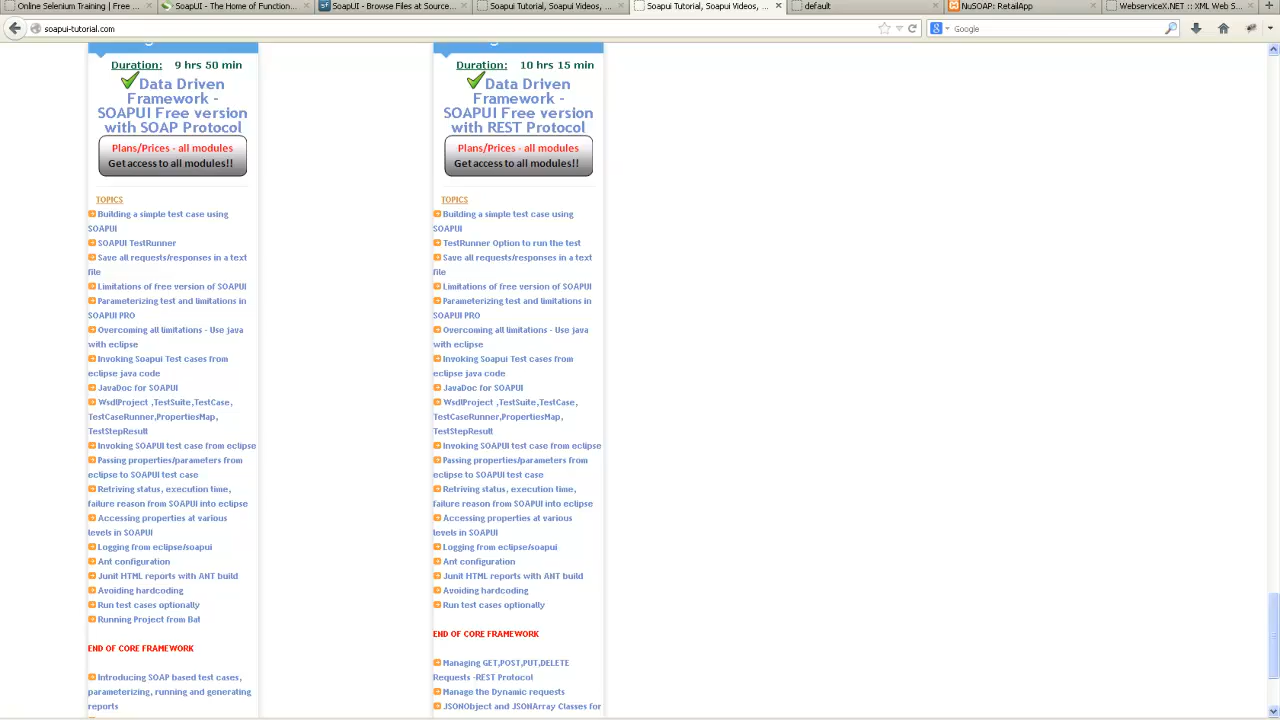 Online Selenium Training | Free ...
SoapUI - The Home of Function...
SoapUI - Browse Files at Source...
Soapui Tutorial, Soapui Videos, ...
Soapui Tutorial, Soapui Videos, ...
default
NuSOAP: RetailApp
WebserviceX.NET :: XML Web S...
soapui-tutorial.com
Google
Duration: 9 hrs 50 min
Data Driven
Framework -
SOAPUI Free version
with SOAP Protocol
Plans/Prices - all modules
Get access to all modules!!
TOPICS
Building a simple test case using
SOAPUI
SOAPUI TestRunner
Save all requests/responses in a text
file
Limitations of free version of SOAPUI
Parameterizing test and limitations in
SOAPUI PRO
Overcoming all limitations - Use java
with eclipse
Invoking Soapui Test cases from
eclipse java code
JavaDoc for SOAPUI
WsdlProject ,TestSuite,TestCase,
TestCaseRunner,PropertiesMap,
TestStepResult
Invoking SOAPUI test case from eclipse
Passing properties/parameters from
eclipse to SOAPUI test case
Retriving status, execution time,
failure reason from SOAPUI into eclipse
Accessing properties at various
levels in SOAPUI
Logging from eclipse/soapui
Ant configuration
Junit HTML reports with ANT build
Avoiding hardcoding
Run test cases optionally
Running Project from Bat
END OF CORE FRAMEWORK
Introducing SOAP based test cases,
parameterizing, running and generating
reports
Duration: 10 hrs 15 min
Data Driven
Framework -
SOAPUI Free version
with REST Protocol
Plans/Prices - all modules
Get access to all modules!!
TOPICS
Building a simple test case using
SOAPUI
TestRunner Option to run the test
Save all requests/responses in a text
file
Limitations of free version of SOAPUI
Parameterizing test and limitations in
SOAPUI PRO
Overcoming all limitations - Use java
with eclipse
Invoking Soapui Test cases from
eclipse java code
JavaDoc for SOAPUI
WsdlProject ,TestSuite,TestCase,
TestCaseRunner,PropertiesMap,
TestStepResult
Invoking SOAPUI test case from eclipse
Passing properties/parameters from
eclipse to SOAPUI test case
Retriving status, execution time,
failure reason from SOAPUI into eclipse
Accessing properties at various
levels in SOAPUI
Logging from eclipse/soapui
Ant configuration
Junit HTML reports with ANT build
Avoiding hardcoding
Run test cases optionally
END OF CORE FRAMEWORK
Managing GET,POST,PUT,DELETE
Requests -REST Protocol
Manage the Dynamic requests
JSONObject and JSONArray Classes for